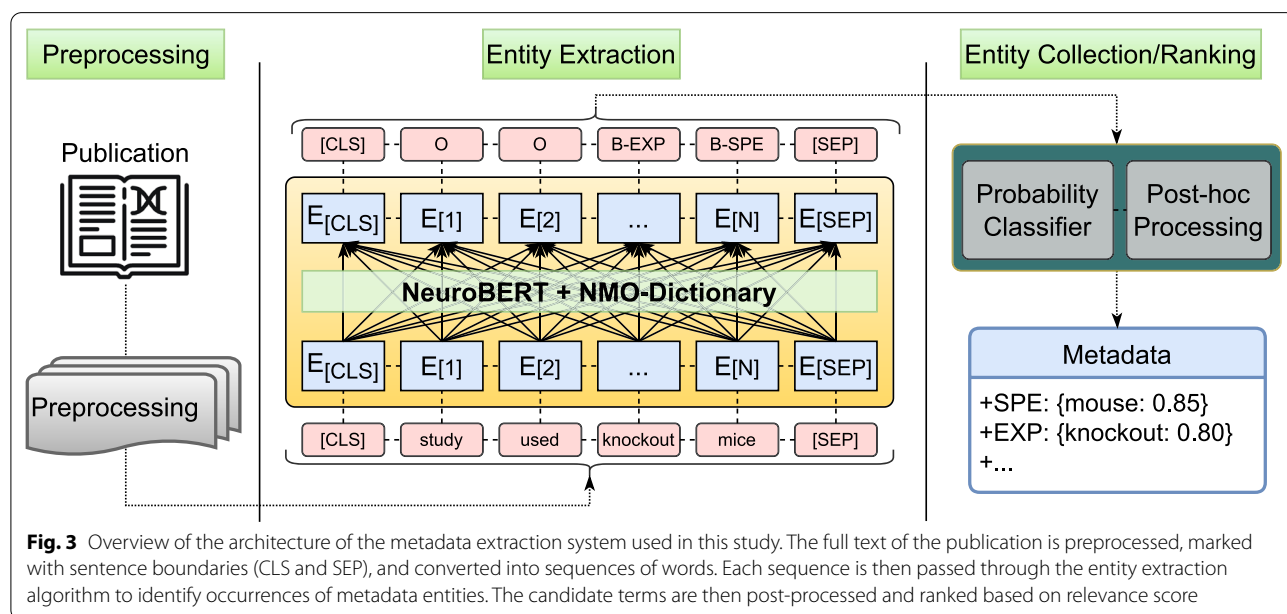 Preprocessing
Entity Extraction
Entity Collection/Ranking
Publication
Preprocessing
[CLS] O O B-EXP B-SPE [SEP]
E[CLS] E[1] E[2] ... E[N] E[SEP]
NeuroBERT + NMO-Dictionary
E[CLS] E[1] E[2] ... E[N] E[SEP]
[CLS] study used knockout mice [SEP]
Probability
Classifier
Post-hoc
Processing
Metadata
+SPE: {mouse: 0.85}
+EXP: {knockout: 0.80}
+...
Fig. 3 Overview of the architecture of the metadata extraction system used in this study. The full text of the publication is preprocessed, marked
with sentence boundaries (CLS and SEP), and converted into sequences of words. Each sequence is then passed through the entity extraction
algorithm to identify occurrences of metadata entities. The candidate terms are then post-processed and ranked based on relevance score